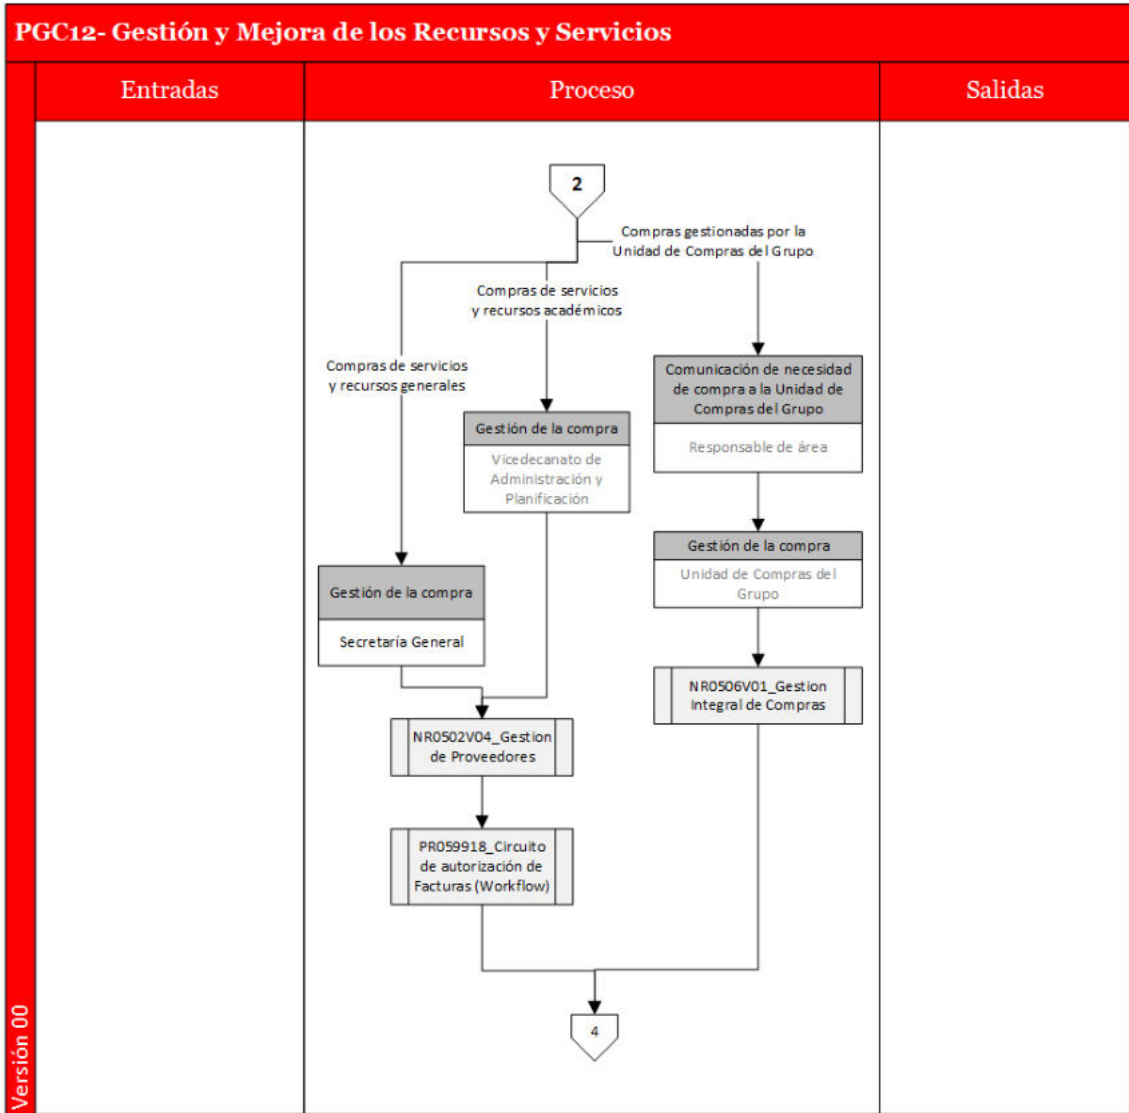 PGC12- Gestión y Mejora de los Recursos y Servicios
Entradas
Proceso
Salidas
2
Compras gestionadas por la
Unidad de Compras del Grupo
Compras de servicios
y recursos académicos
Compras de servicios
y recursos generales
Comunicación de necesidad
de compra a la Unidad de
Compras del Grupo
Responsable de área
Gestión de la compra
Vicedecanato de
Administración y
Planificación
Gestión de la compra
Unidad de Compras del
Grupo
Gestión de la compra
Secretaría General
NR0506V01_Gestion
Integral de Compras
NR0502V04_Gestion
de Proveedores
PR059918_Circuito
de autorización de
Facturas (Workflow)
4
Versión 00